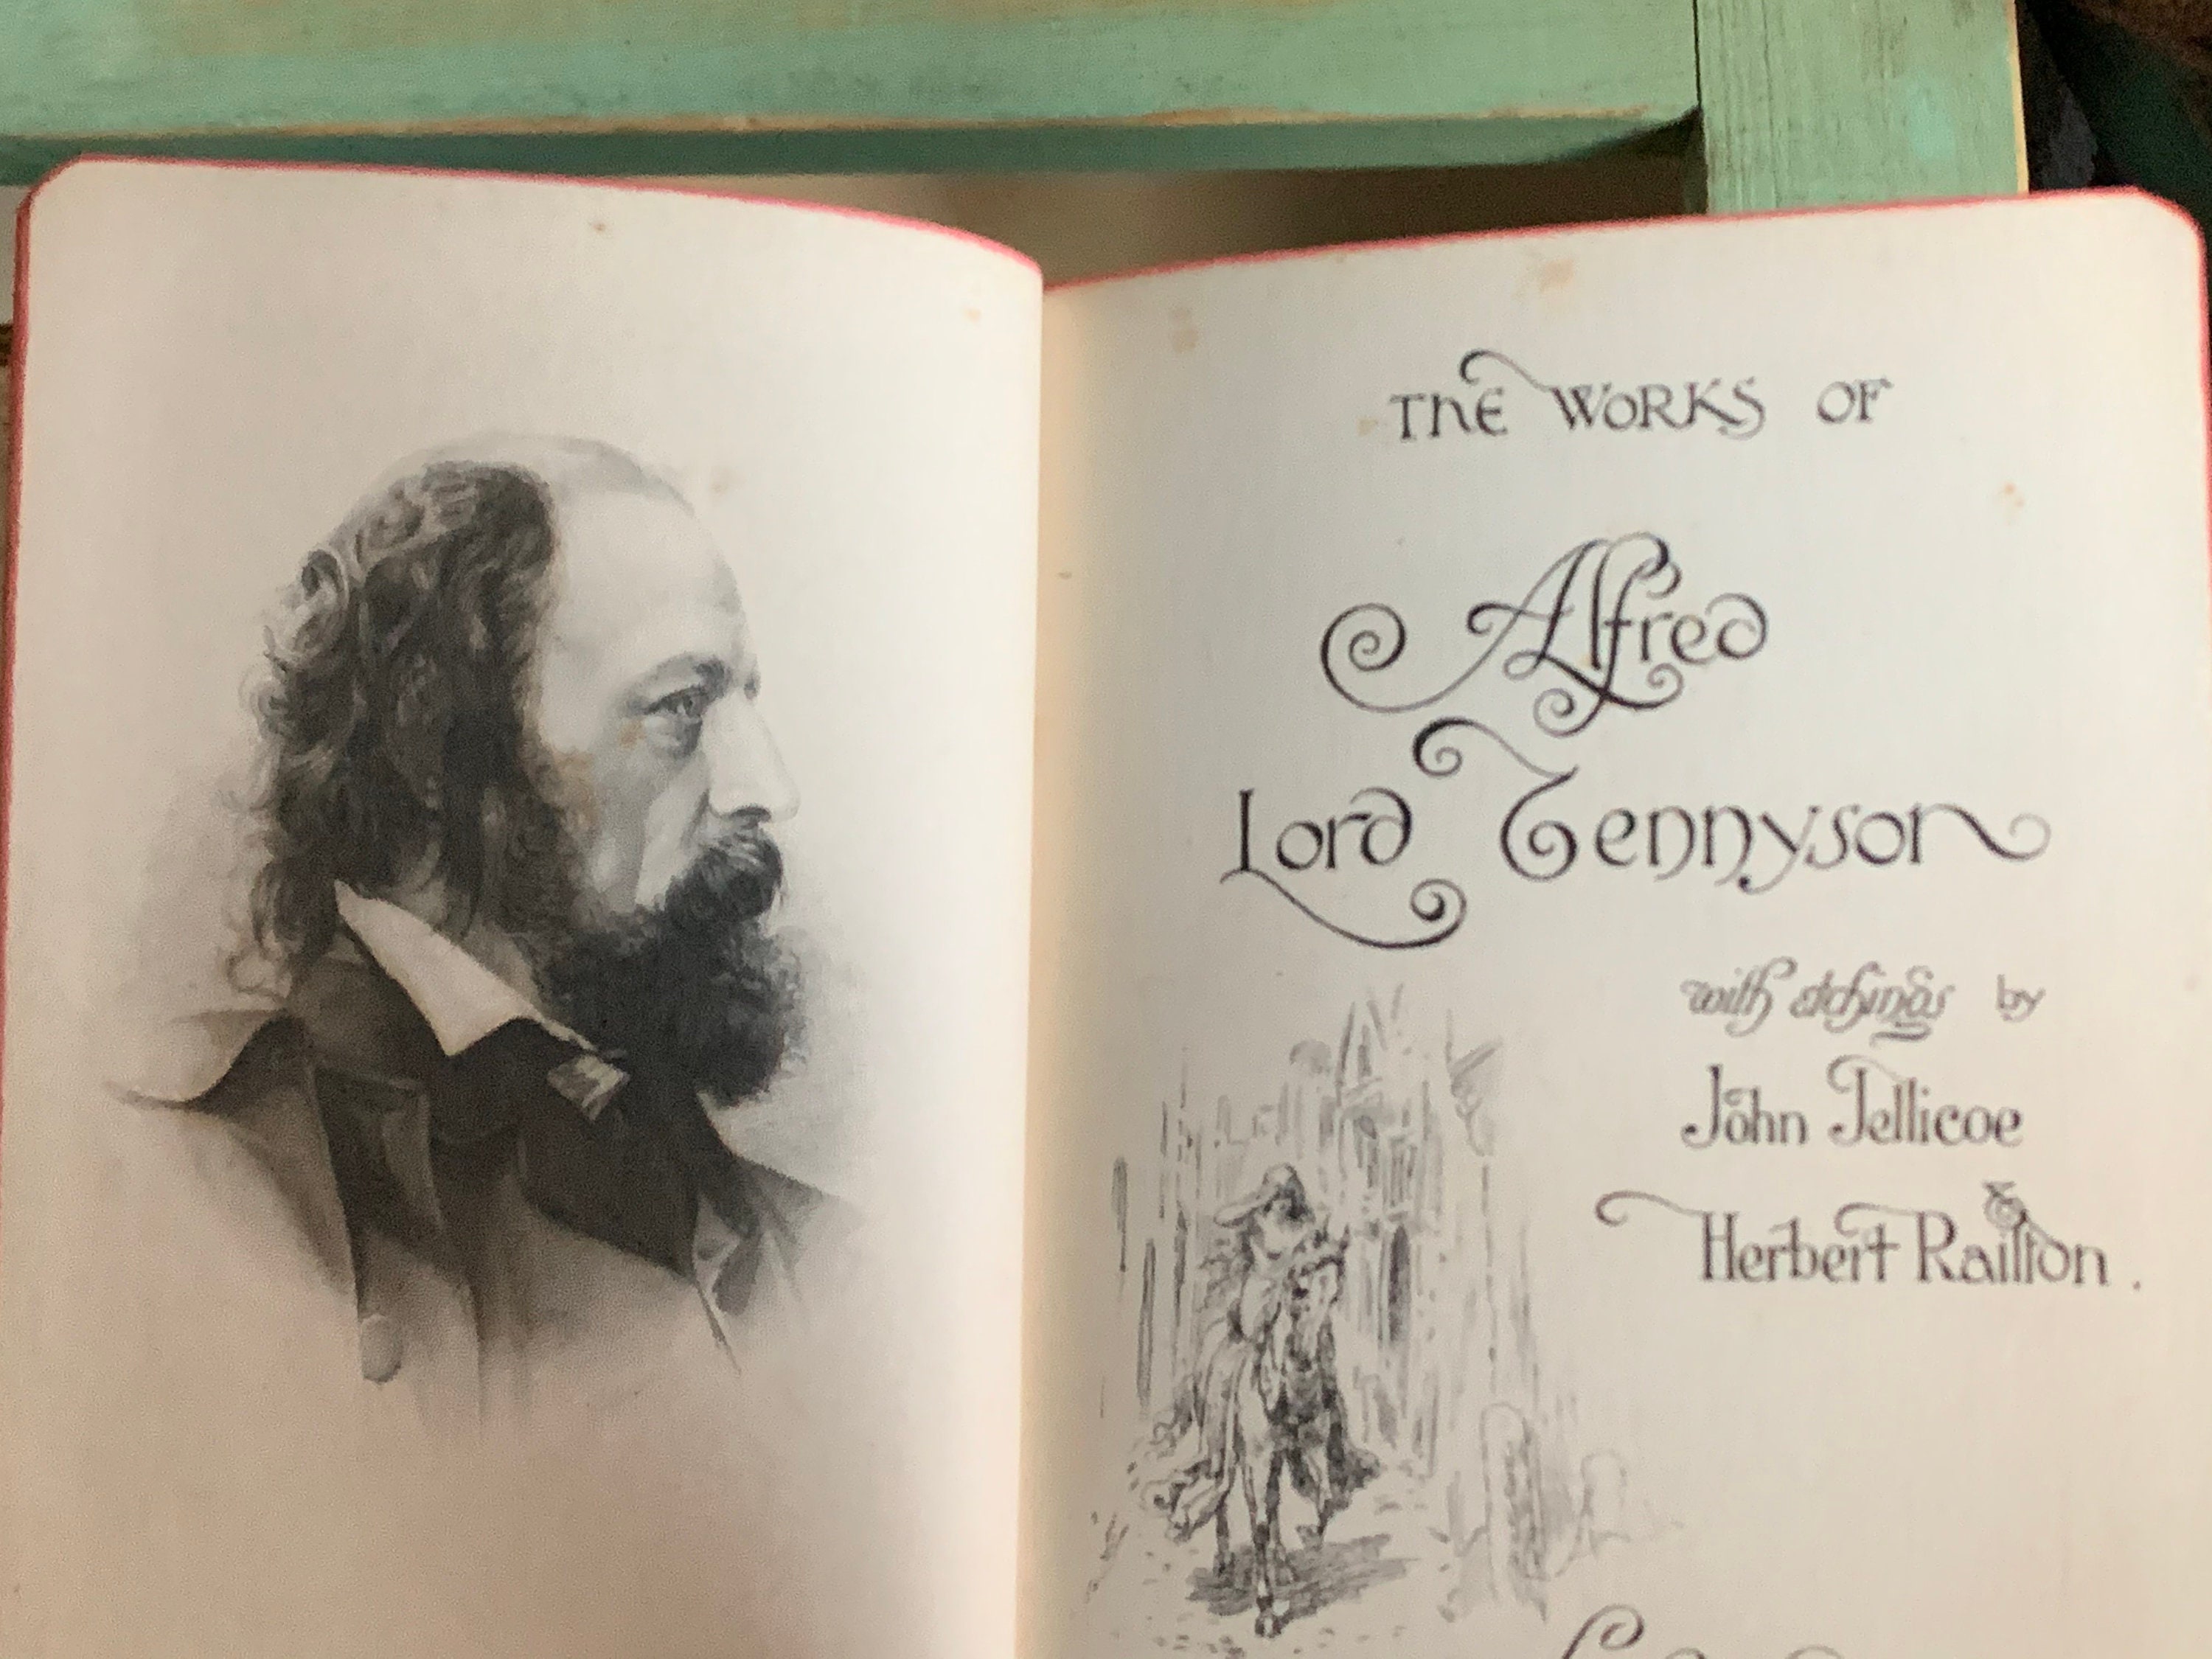 THE WORKS OF
Alfred
Lord Tennyson
with etchings by
John Jellicoe
&
Herbert Railton.